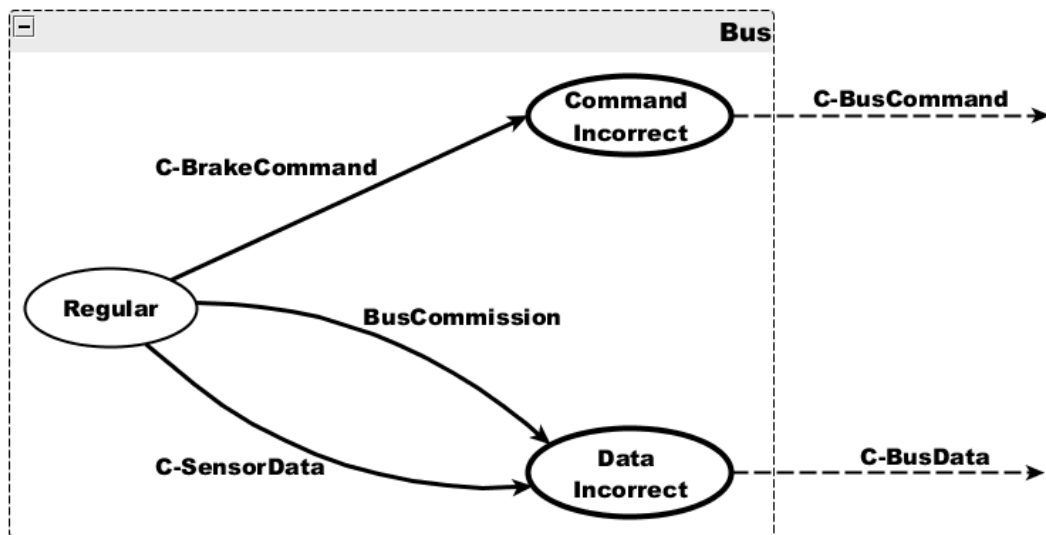 Bus
Command
Incorrect
C-BusCommand
C-BrakeCommand
Regular
BusCommission
C-SensorData
Data
Incorrect
C-BusData